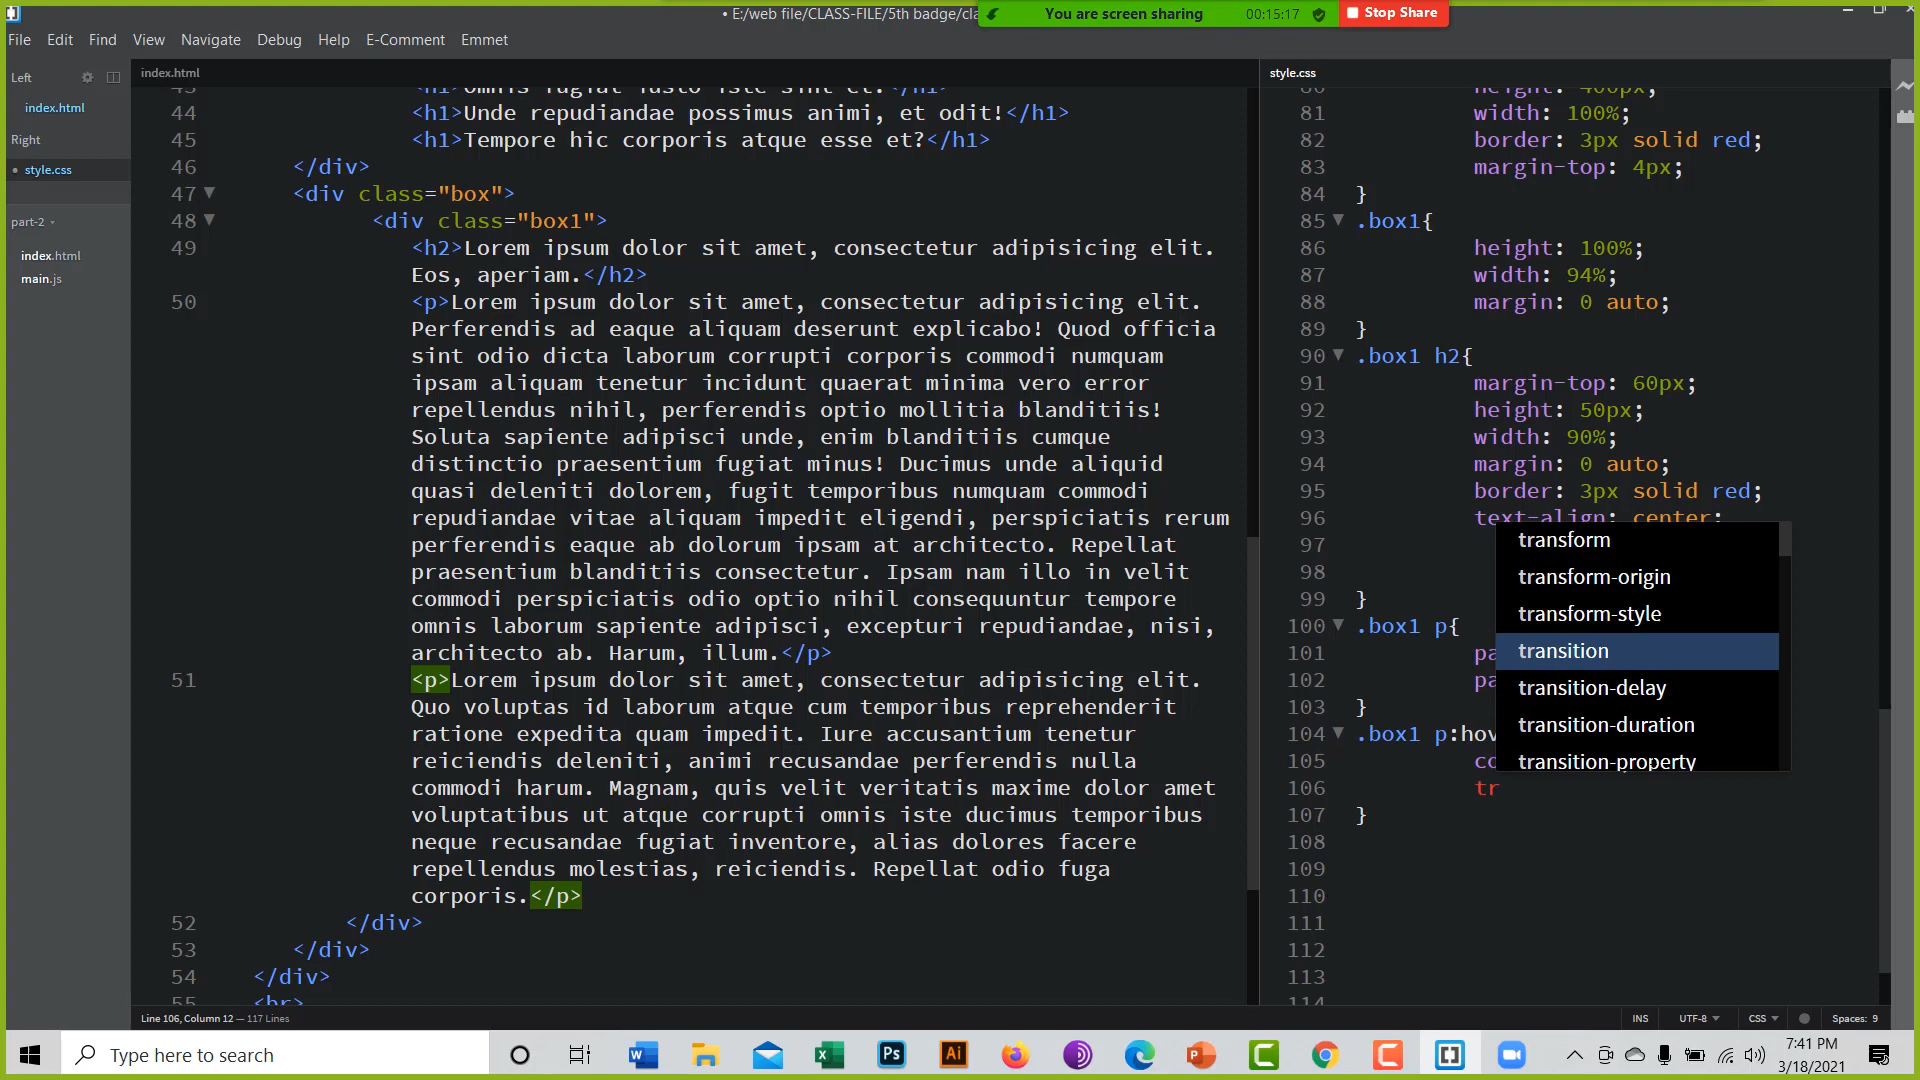 • E:/web file/CLASS-FILE/5th badge/cla
You are screen sharing
00:15:17
Stop Share
File Edit Find View Navigate Debug Help E-Comment Emmet
Left
index.html
Right
• style.css
part-2
index.html
main.js
index.html
44 <h1>Unde repudiandae possimus animi, et odit!</h1>
45 <h1>Tempore hic corporis atque esse et?</h1>
46 </div>
47 <div class="box">
48 <div class="box1">
49 <h2>Lorem ipsum dolor sit amet, consectetur adipisicing elit.
Eos, aperiam.</h2>
50 <p>Lorem ipsum dolor sit amet, consectetur adipisicing elit.
Perferendis ad eaque aliquam deserunt explicabo! Quod officia
sint odio dicta laborum corrupti corporis commodi numquam
ipsam aliquam tenetur incidunt quaerat minima vero error
repellendus nihil, perferendis optio mollitia blanditiis!
Soluta sapiente adipisci unde, enim blanditiis cumque
distinctio praesentium fugiat minus! Ducimus unde aliquid
quasi deleniti dolorem, fugit temporibus numquam commodi
repudiandae vitae aliquam impedit eligendi, perspiciatis rerum
perferendis eaque ab dolorum ipsam at architecto. Repellat
praesentium blanditiis consectetur. Ipsam nam illo in velit
commodi perspiciatis odio optio nihil consequuntur tempore
omnis laborum sapiente adipisci, excepturi repudiandae, nisi,
architecto ab. Harum, illum.</p>
51 <p>Lorem ipsum dolor sit amet, consectetur adipisicing elit.
Quo voluptas id laborum atque cum temporibus reprehenderit
ratione expedita quam impedit. Iure accusantium tenetur
reiciendis deleniti, animi recusandae perferendis nulla
commodi harum. Magnam, quis velit veritatis maxime dolor amet
voluptatibus ut atque corrupti omnis iste ducimus temporibus
neque recusandae fugiat inventore, alias dolores facere
repellendus molestias, reiciendis. Repellat odio fuga
corporis.</p>
52 </div>
53 </div>
54 </div>
55 <br>
style.css
80 height: 400px;
81 width: 100%;
82 border: 3px solid red;
83 margin-top: 4px;
84 }
85 .box1{
86 height: 100%;
87 width: 94%;
88 margin: 0 auto;
89 }
90 .box1 h2{
91 margin-top: 60px;
92 height: 50px;
93 width: 90%;
94 margin: 0 auto;
95 border: 3px solid red;
96 text-align: center;
97
98
99 }
100 .box1 p{
101 pa
102 pa
103 }
104 .box1 p:hov
105 co
106 tr
107 }
108
109
110
111
112
113
114
transform
transform-origin
transform-style
transition
transition-delay
transition-duration
transition-property
Line 106, Column 12 — 117 Lines
INS UTF-8 CSS Spaces: 9
Type here to search
7:41 PM
3/18/2021